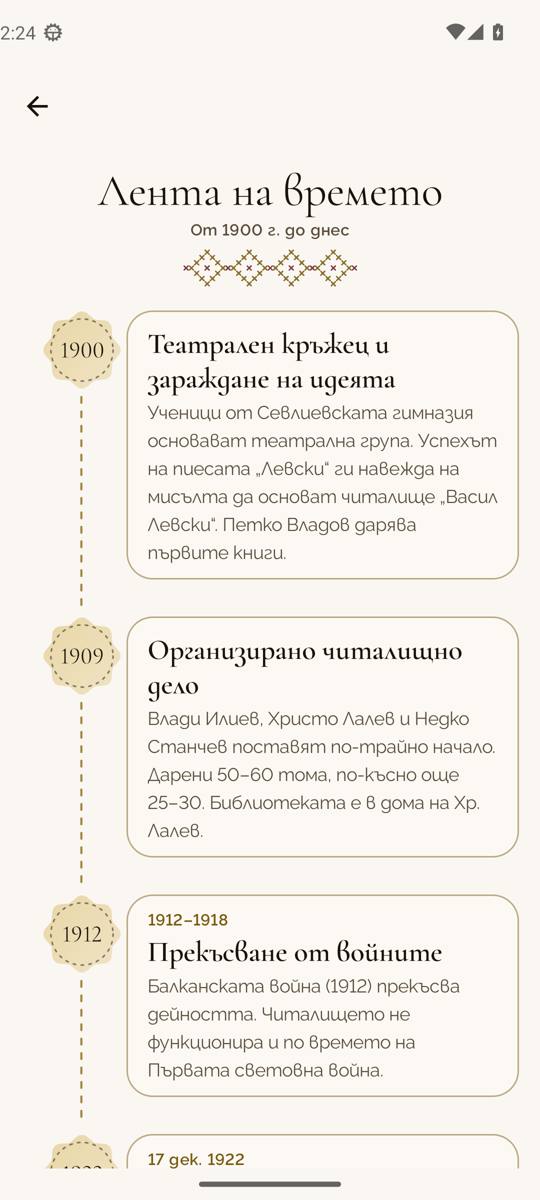 2:24
Лента на времето
От 1900 г. до днес
1900
Театрален кръжец и
зараждане на идеята
Ученици от Севлиевската гимназия
основават театрална група. Успехът
на пиесата „Левски“ ги навежда на
мисълта да основат читалище „Васил
Левски“. Петко Владов дарява
първите книги.
1909
Организирано читалищно
дело
Влади Илиев, Христо Лалев и Недко
Станчев поставят по-трайно начало.
Дарени 50–60 тома, по-късно още
25–30. Библиотеката е в дома на Хр.
Лалев.
1912
1912–1918
Прекъсване от войните
Балканската война (1912) прекъсва
дейността. Читалището не
функционира и по времето на
Първата световна война.
17 дек. 1922